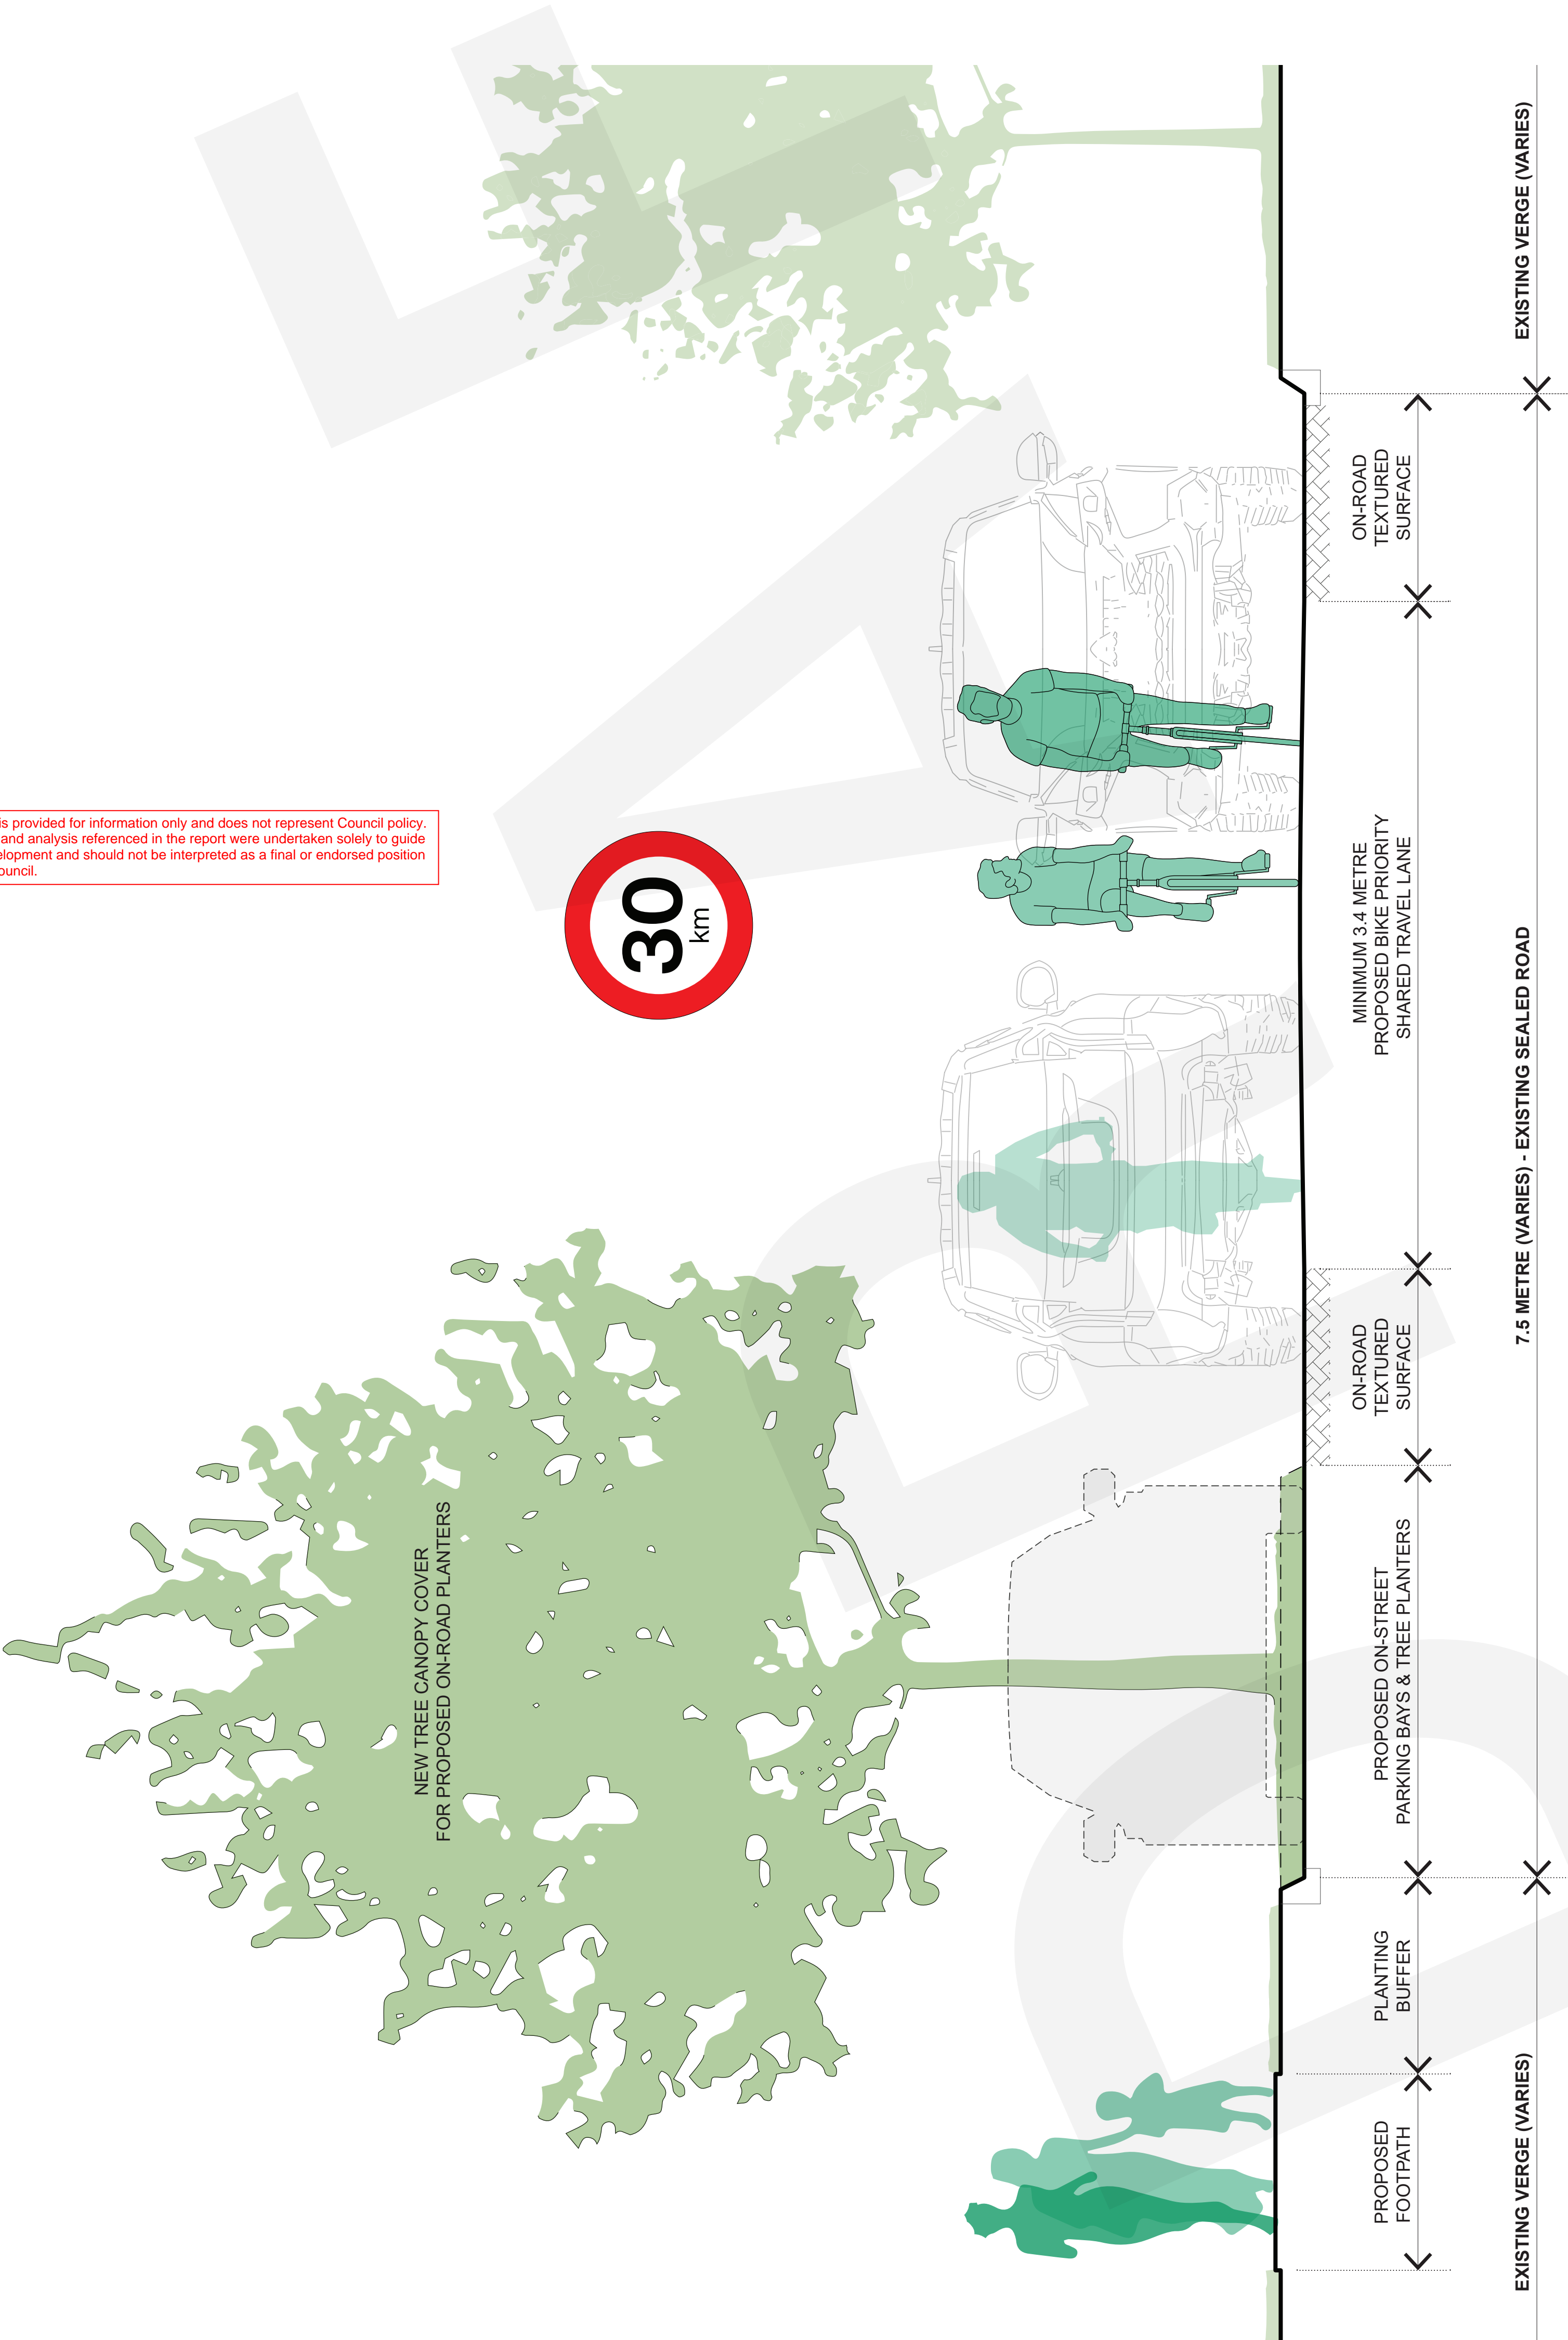 is provided for information only and does not represent Council policy.
and analysis referenced in the report were undertaken solely to guide
elopment and should not be interpreted as a final or endorsed position
ouncil.
NEW TREE CANOPY COVER
FOR PROPOSED ON-ROAD PLANTERS
30
km
PROPOSED
FOOTPATH
PLANTING
BUFFER
PROPOSED ON-STREET
PARKING BAYS & TREE PLANTERS
ON-ROAD
TEXTURED
SURFACE
MINIMUM 3.4 METRE
PROPOSED BIKE PRIORITY
SHARED TRAVEL LANE
ON-ROAD
TEXTURED
SURFACE
EXISTING VERGE (VARIES)
7.5 METRE (VARIES) - EXISTING SEALED ROAD
EXISTING VERGE (VARIES)